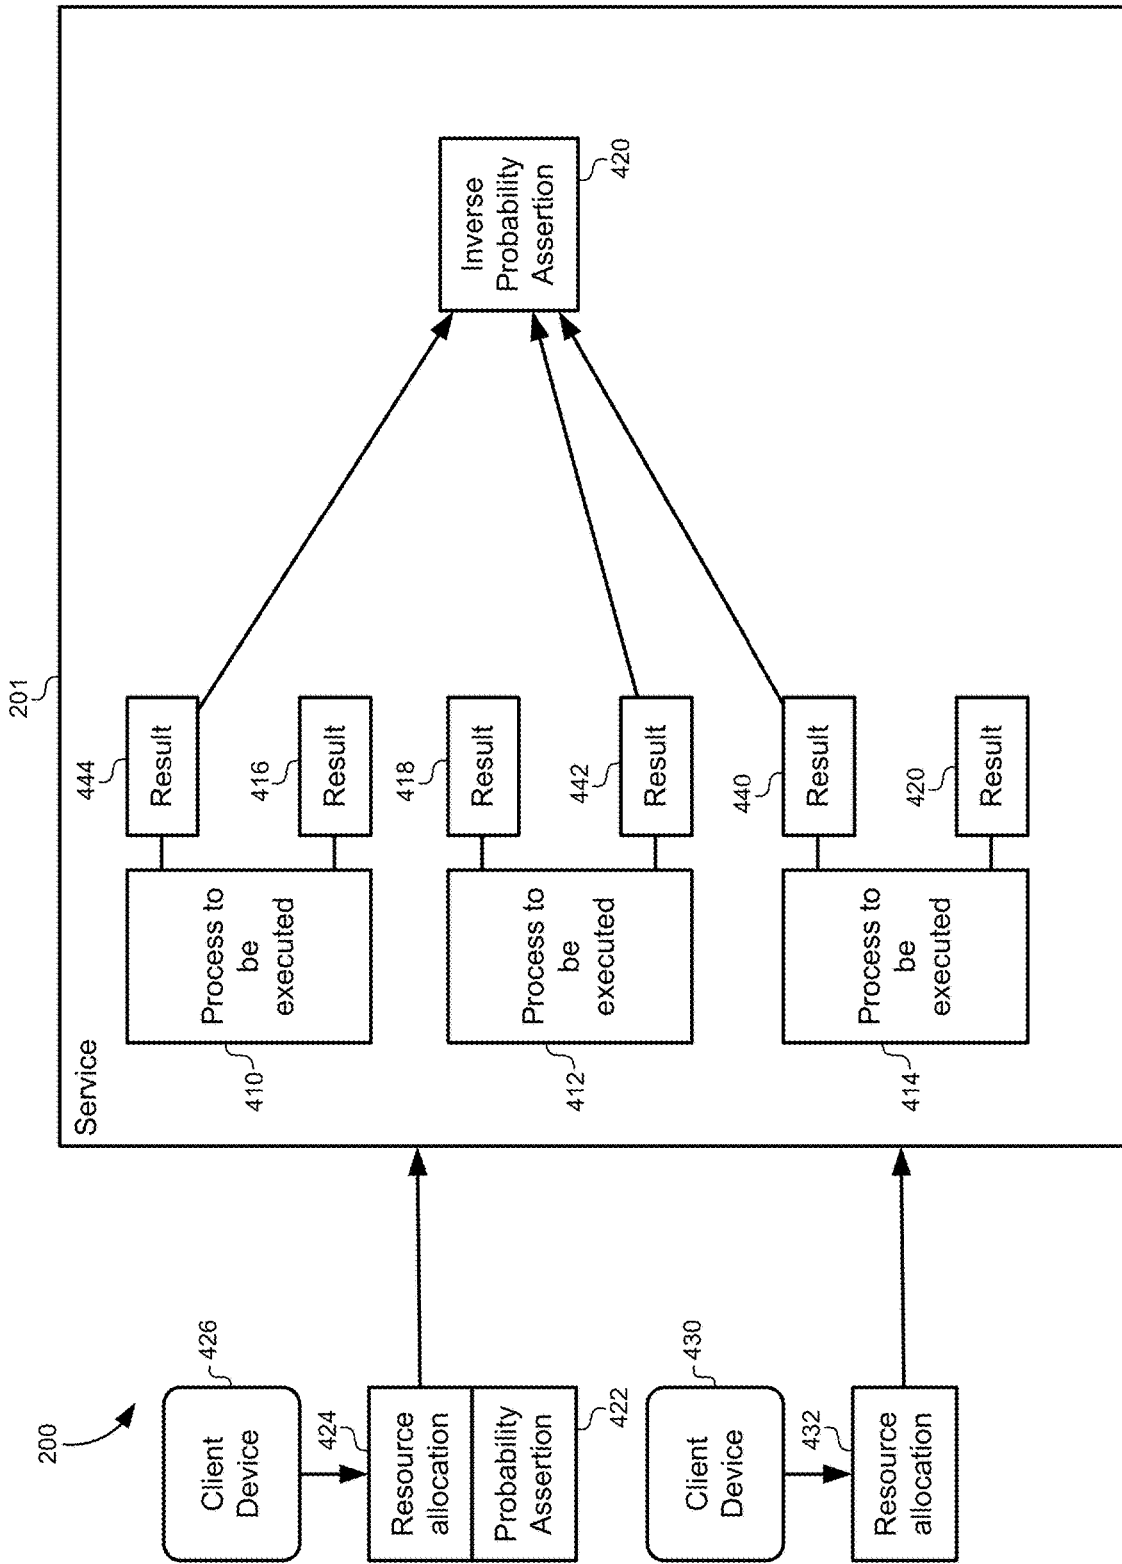 200
201
Service
Client
Device
426
424
Resource
allocation
Probability
Assertion
422
Client
Device
430
432
Resource
allocation
Process to
be
executed
410
Result
444
Result
416
Process to
be
executed
412
Result
418
Result
442
Process to
be
executed
414
Result
440
Result
420
Inverse
Probability
Assertion
420